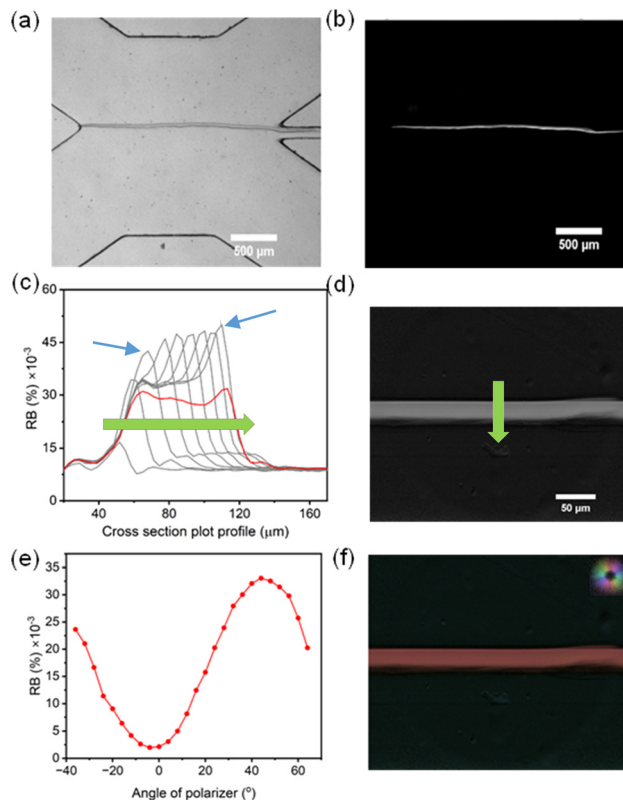 (a)
500 µm
(b)
500 µm
(c)
60
45
30
15
0
RB (%) ×10⁻³
40
80
120
160
Cross section plot profile (µm)
(d)
50 µm
(e)
35
30
25
20
15
10
5
0
RB (%) ×10⁻³
−40
−20
0
20
40
60
Angle of polarizer (°)
(f)